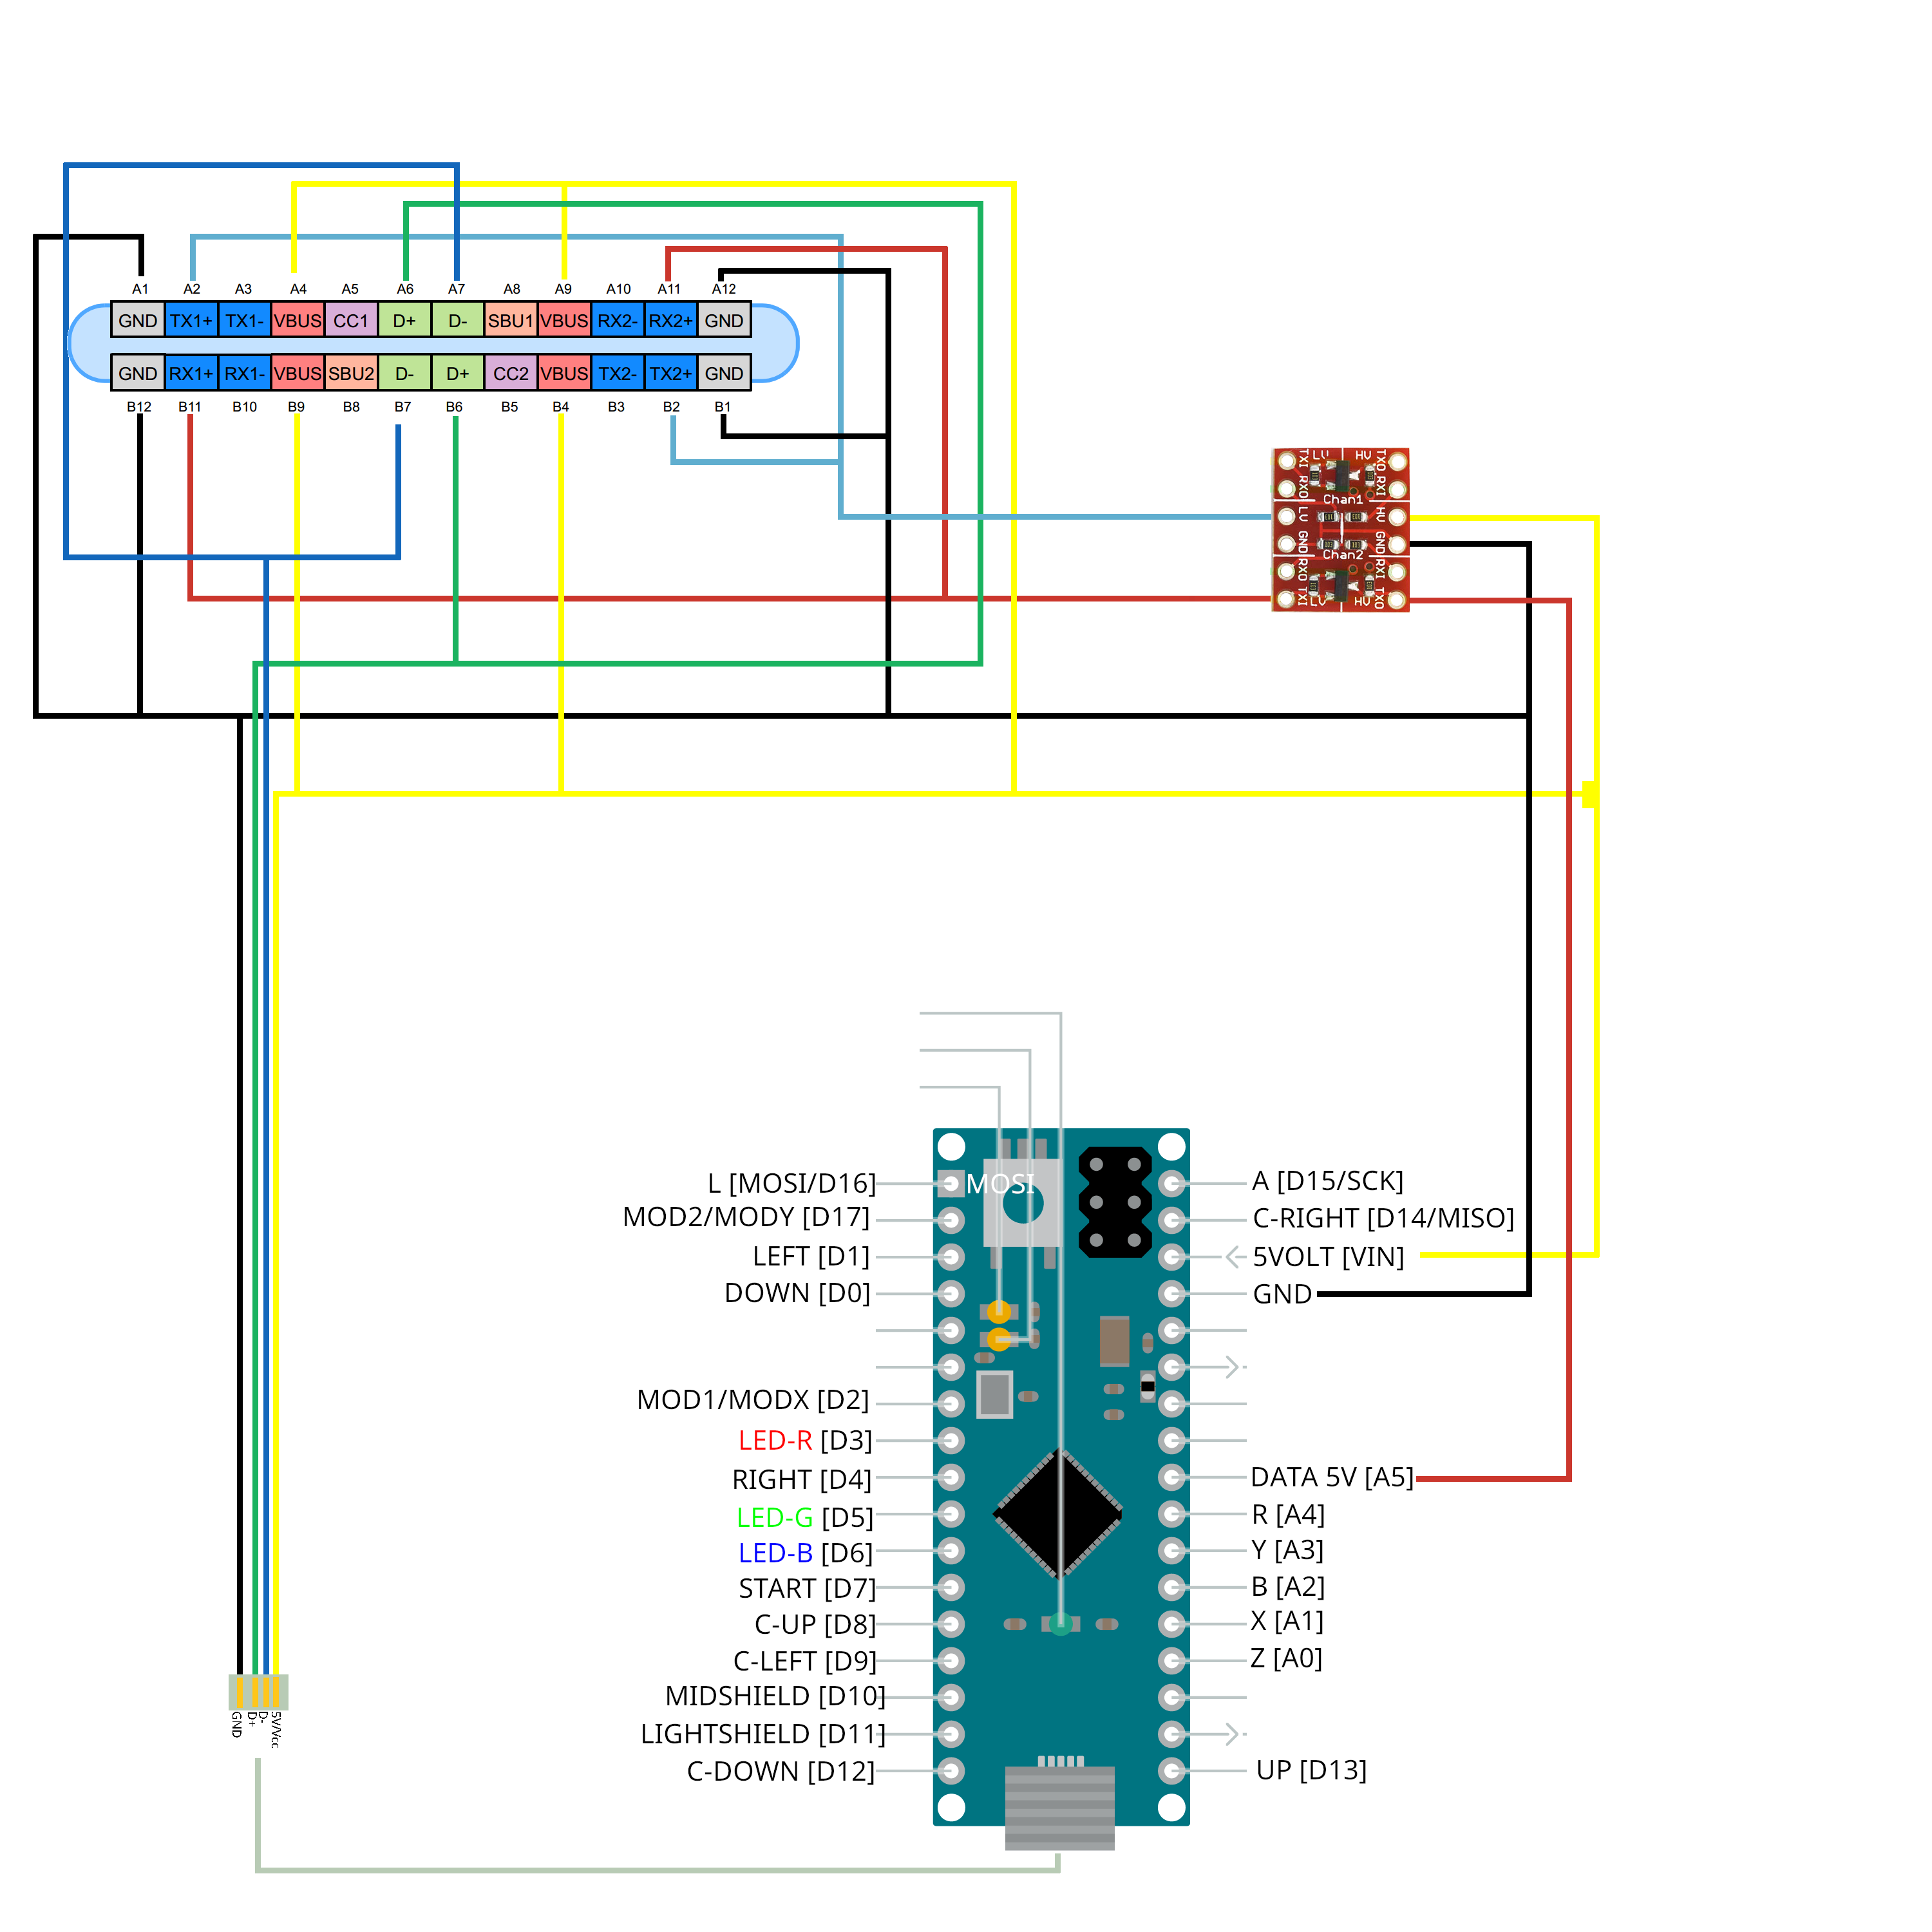 A1 A2 A3 A4 A5 A6 A7 A8 A9 A10 A11 A12
GND TX1+ TX1- VBUS CC1 D+ D- SBU1 VBUS RX2- RX2+ GND
GND RX1+ RX1- VBUS SBU2 D- D+ CC2 VBUS TX2- TX2+ GND
B12 B11 B10 B9 B8 B7 B6 B5 B4 B3 B2 B1
TXI LV HV TXO
RXO RXI
Chan1
LV HV
GND GND
Chan2
RXO RXI
TXI LV HV TXO
L [MOSI/D16]
MOSI
A [D15/SCK]
MOD2/MODY [D17]
C-RIGHT [D14/MISO]
LEFT [D1]
5VOLT [VIN]
DOWN [D0]
GND
MOD1/MODX [D2]
LED-R [D3]
RIGHT [D4]
DATA 5V [A5]
LED-G [D5]
R [A4]
LED-B [D6]
Y [A3]
START [D7]
B [A2]
C-UP [D8]
X [A1]
C-LEFT [D9]
Z [A0]
MIDSHIELD [D10]
LIGHTSHIELD [D11]
C-DOWN [D12]
UP [D13]
GND
D+
D-
5V/Vcc